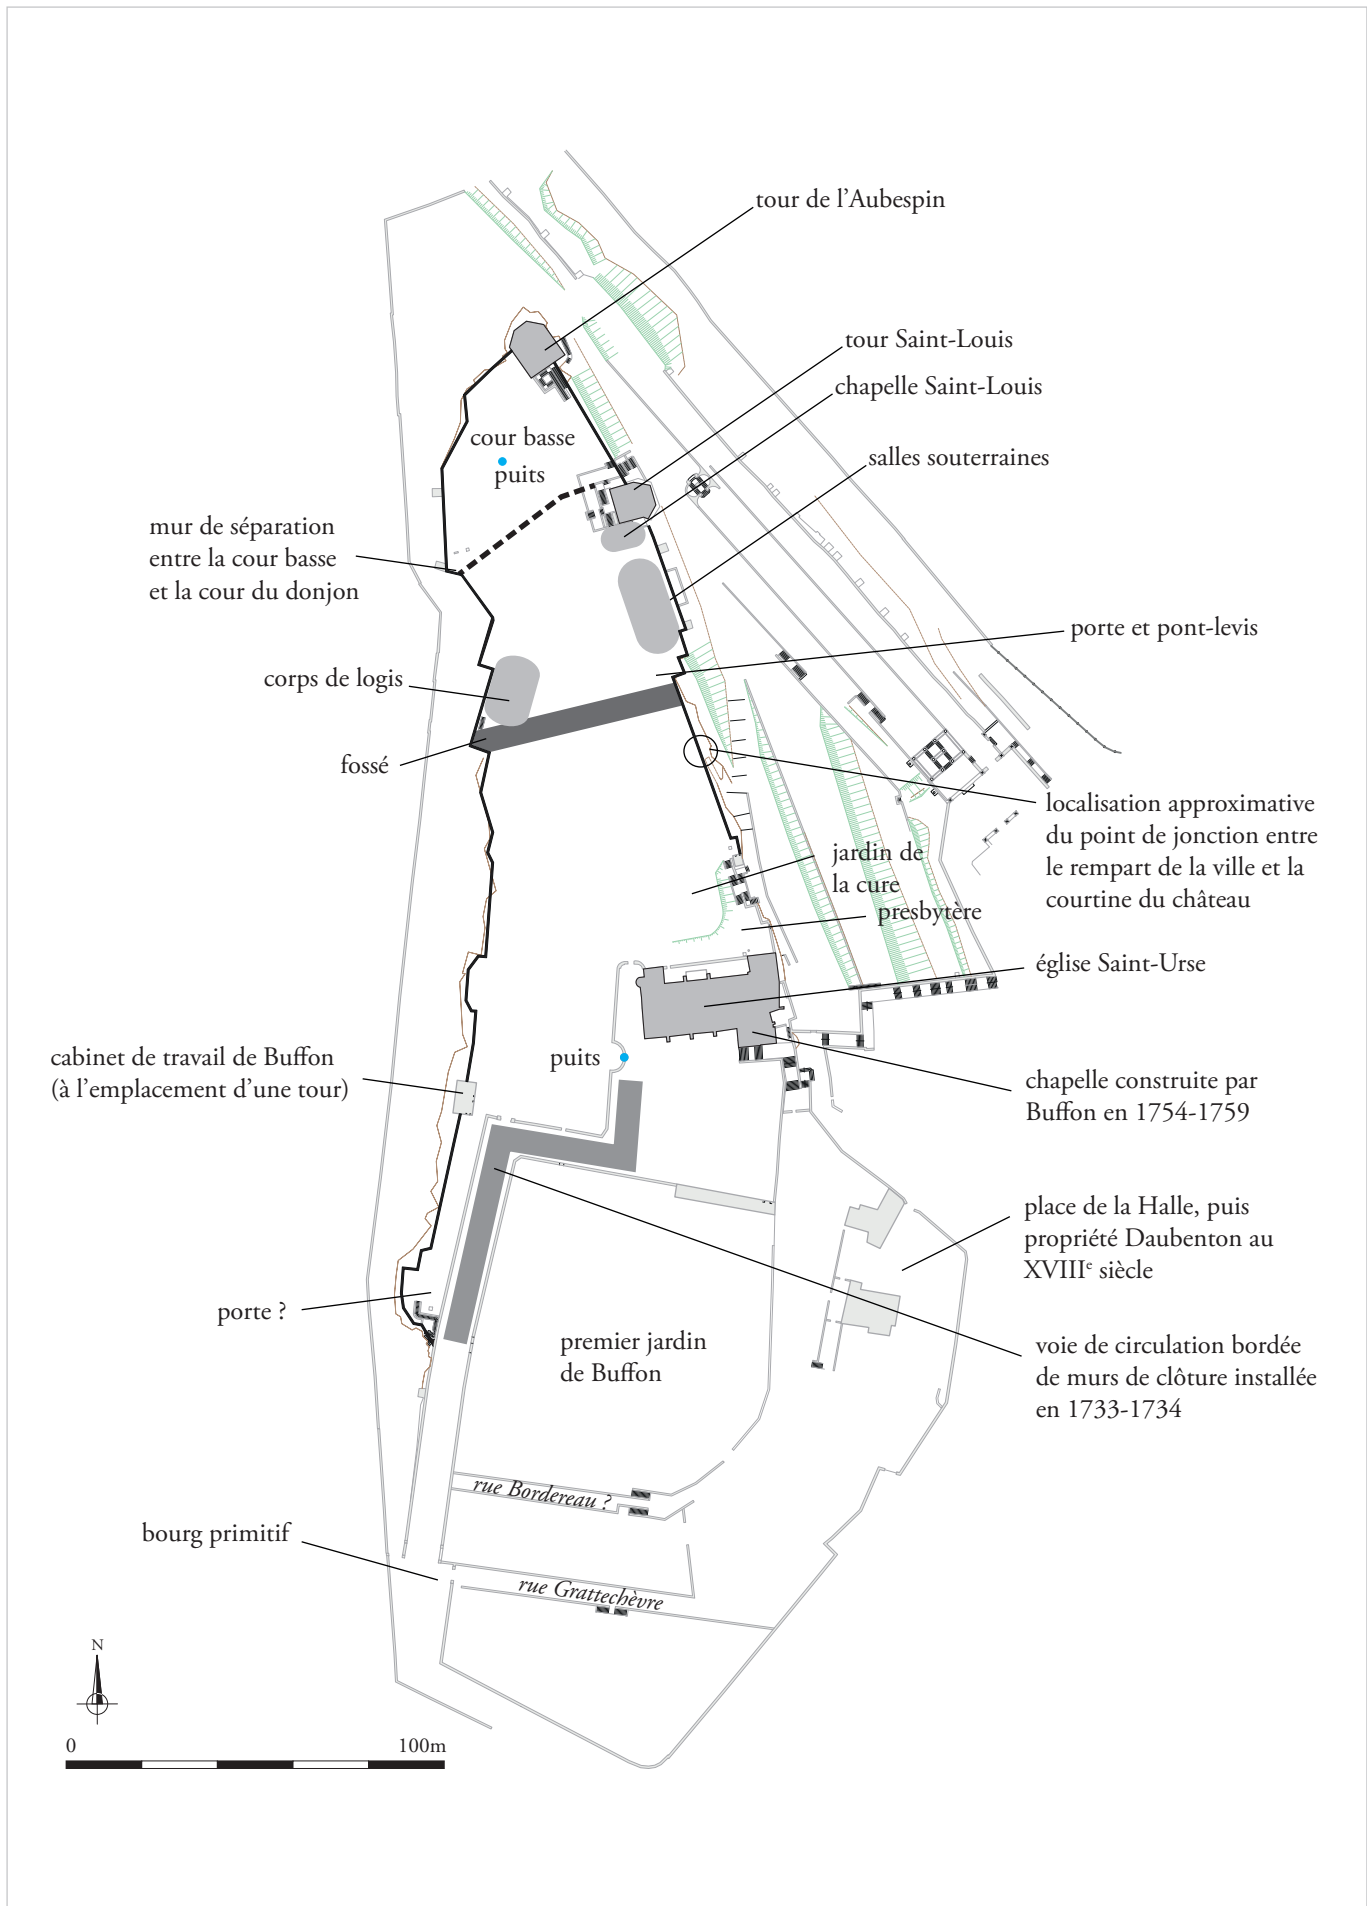 tour de l’Aubespin
tour Saint-Louis
chapelle Saint-Louis
cour basse
salles souterraines
puits
mur de séparation
entre la cour basse
et la cour du donjon
porte et pont-levis
corps de logis
fossé
localisation approximative
du point de jonction entre
le rempart de la ville et la
courtine du château
jardin de
la cure
presbytère
église Saint-Urse
puits
cabinet de travail de Buffon
(à l’emplacement d’une tour)
chapelle construite par
Buffon en 1754-1759
place de la Halle, puis
propriété Daubenton au
XVIIIe siècle
porte ?
premier jardin
de Buffon
voie de circulation bordée
de murs de clôture installée
en 1733-1734
rue Bordereau ?
bourg primitif
rue Grattechèvre
N
0 100m